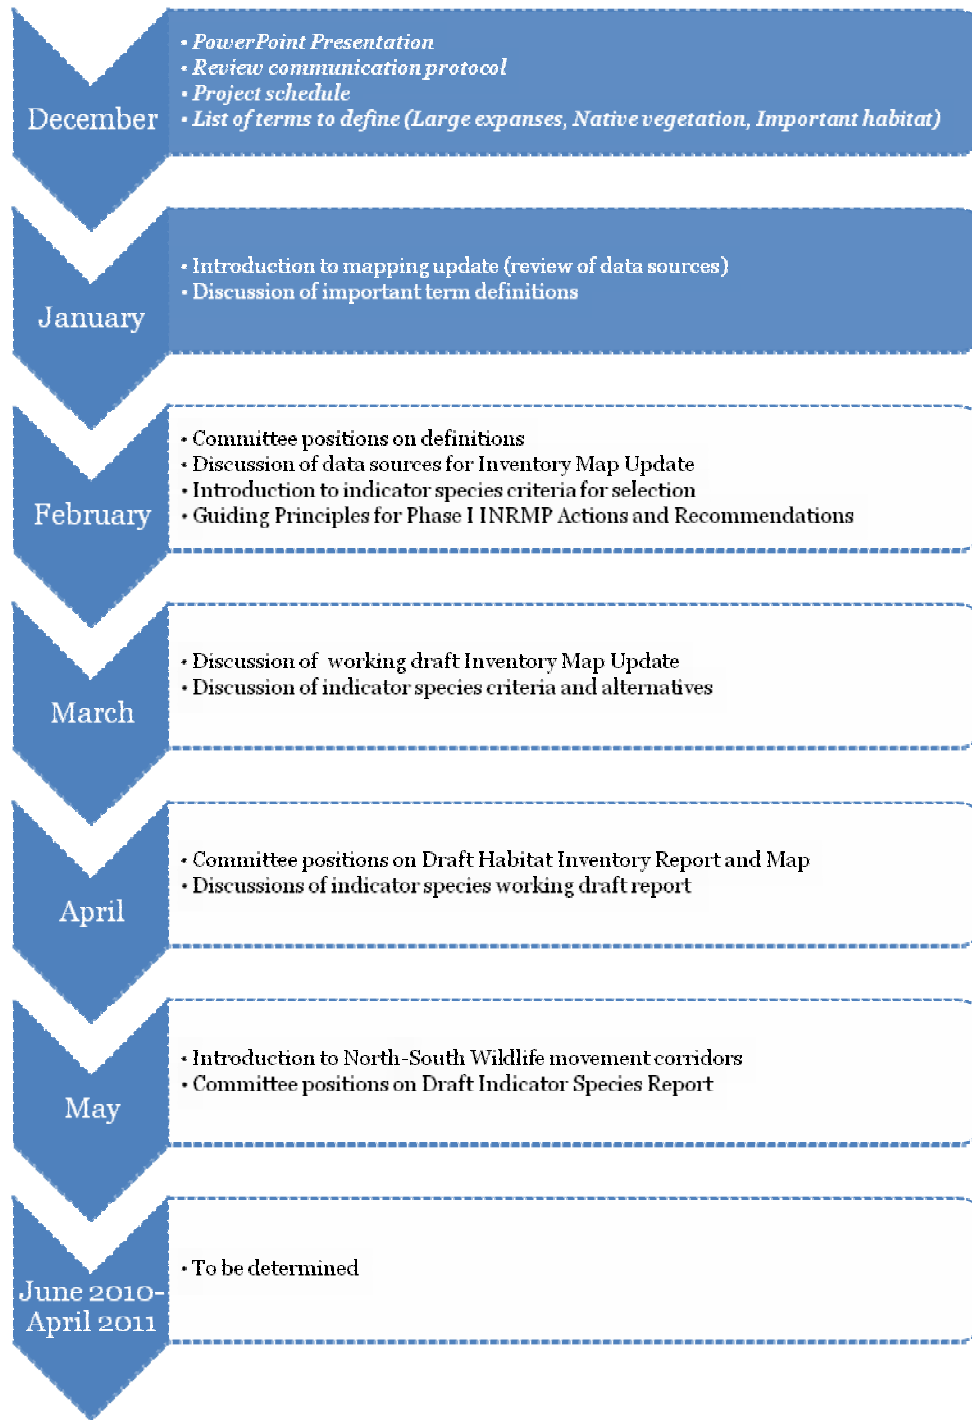 December
• PowerPoint Presentation
• Review communication protocol
• Project schedule
• List of terms to define (Large expanses, Native vegetation, Important habitat)
January
• Introduction to mapping update (review of data sources)
• Discussion of important term definitions
February
• Committee positions on definitions
• Discussion of data sources for Inventory Map Update
• Introduction to indicator species criteria for selection
• Guiding Principles for Phase I INRMP Actions and Recommendations
March
• Discussion of working draft Inventory Map Update
• Discussion of indicator species criteria and alternatives
April
• Committee positions on Draft Habitat Inventory Report and Map
• Discussions of indicator species working draft report
May
• Introduction to North-South Wildlife movement corridors
• Committee positions on Draft Indicator Species Report
June 2010-
April 2011
• To be determined